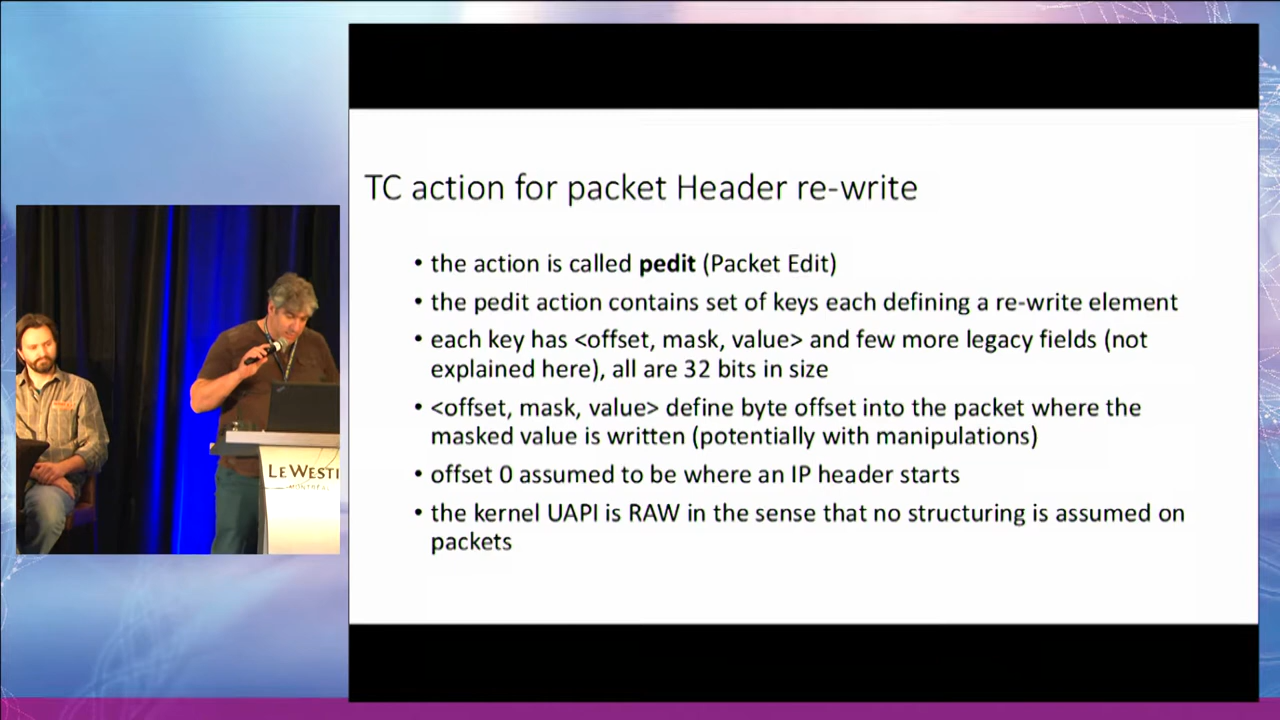 TC action for packet Header re-write
• the action is called pedit (Packet Edit)
• the pedit action contains set of keys each defining a re-write element
• each key has <offset, mask, value> and few more legacy fields (not
explained here), all are 32 bits in size
• <offset, mask, value> define byte offset into the packet where the
masked value is written (potentially with manipulations)
• offset 0 assumed to be where an IP header starts
• the kernel UAPI is RAW in the sense that no structuring is assumed on
packets
LE WESTI